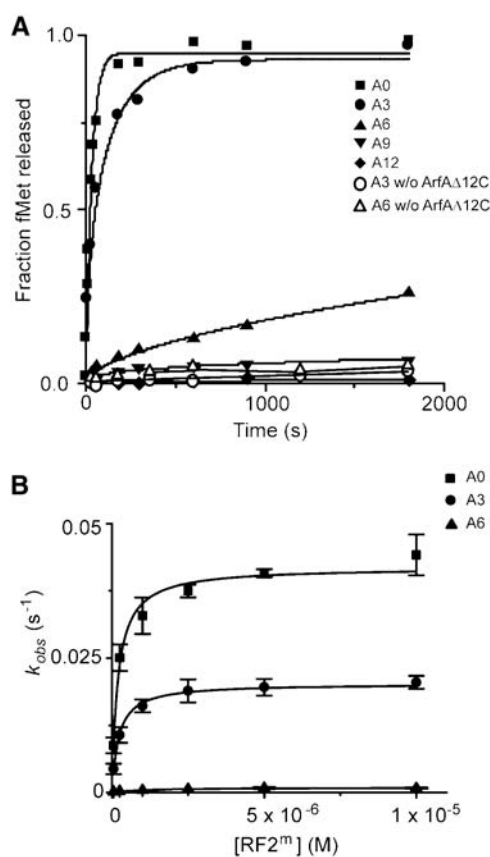 A
1.0
0.5
0.0
Fraction fMet released
A0
A3
A6
A9
A12
A3 w/o ArfAΔ12C
A6 w/o ArfAΔ12C
0
1000
2000
Time (s)
B
A0
A3
A6
0.05
0.025
0
k_obs (s⁻¹)
0
5 x 10⁻⁶
1 x 10⁻⁵
[RF2ᵐ] (M)